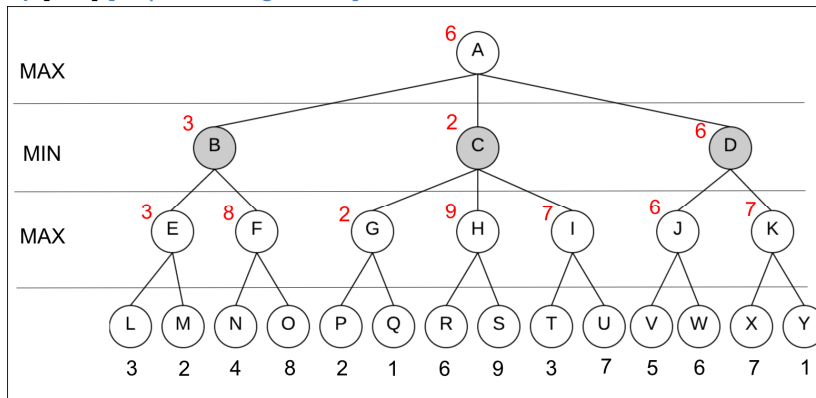 6 A
MAX
3 B 2 C 6 D
MIN
3 E 8 F 2 G 9 H 7 I 6 J 7 K
MAX
L M N O P Q R S T U V W X Y
3 2 4 8 2 1 6 9 3 7 5 6 7 1